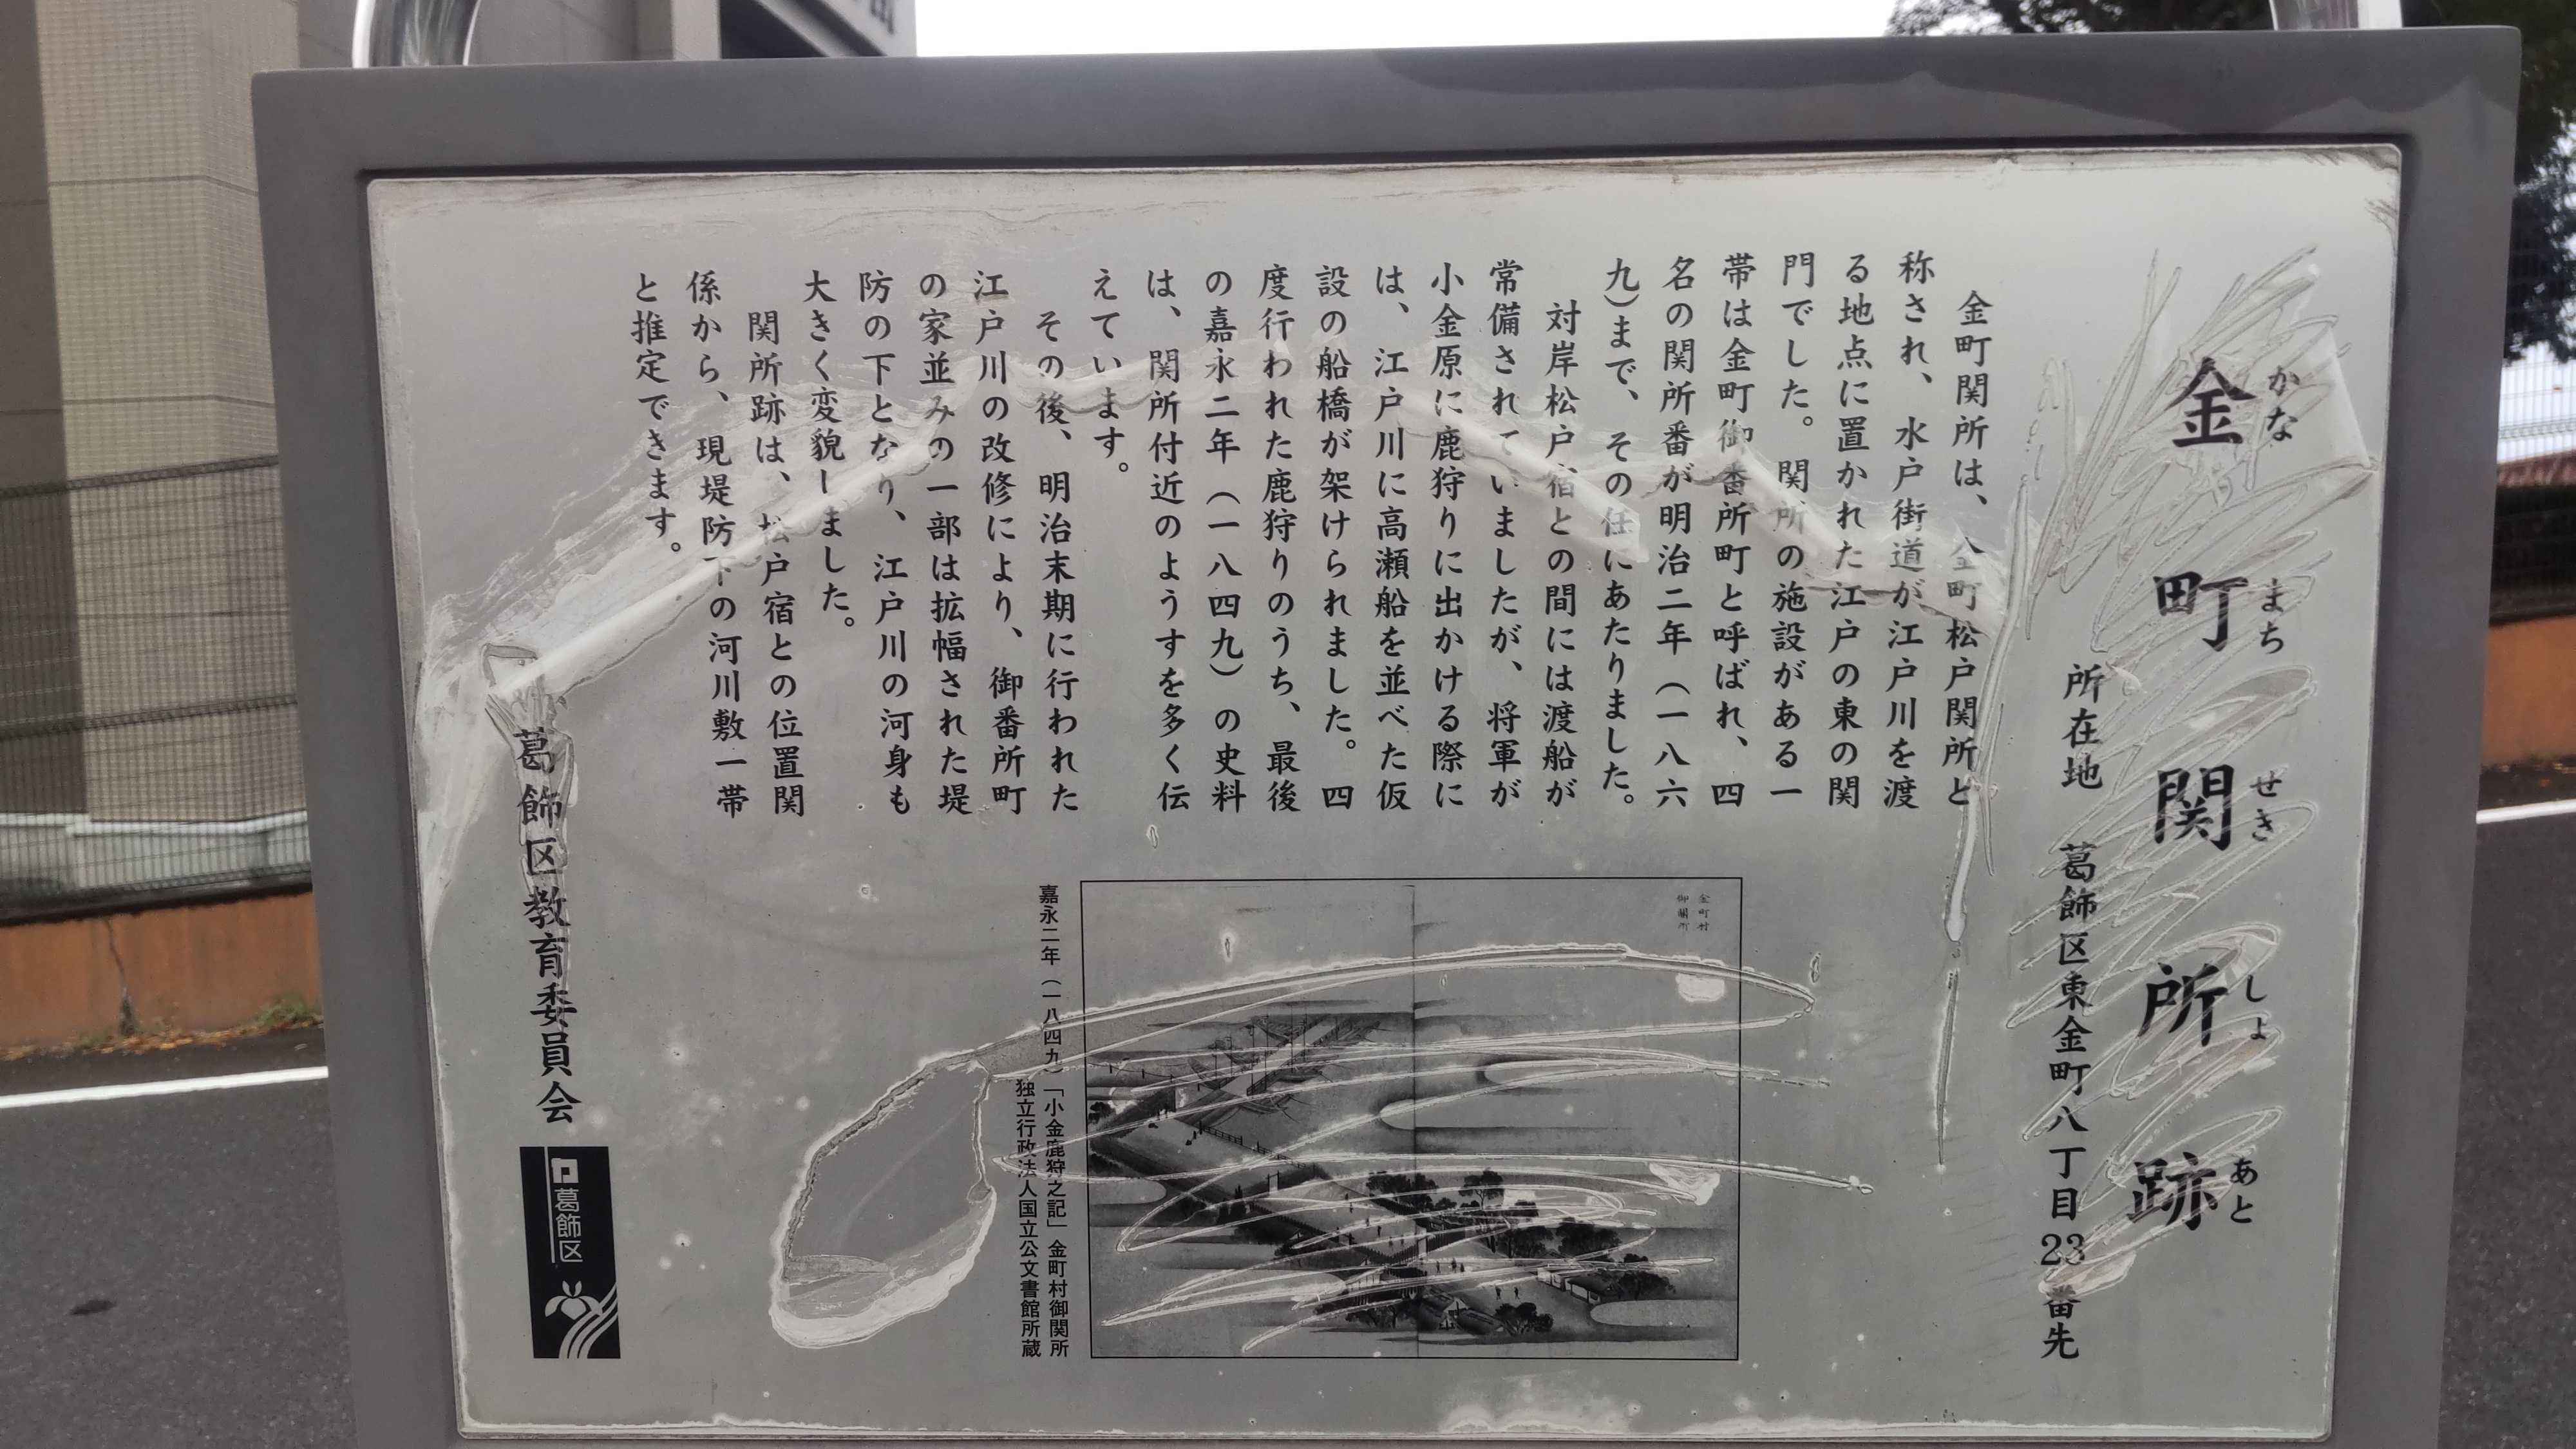 金町関所跡
かなまちせきしょあと
所在地　葛飾区東金町八丁目23番先
金町関所は、金町松戸関所と
称され、水戸街道が江戸川を渡
る地点に置かれた江戸の東の関
門でした。関所の施設がある一
帯は金町御番所町と呼ばれ、四
名の関所番が明治二年（一八六
九）まで、その任にあたりました。
対岸松戸宿との間には渡船が
常備されていましたが、将軍が
小金原に鹿狩りに出かける際に
は、江戸川に高瀬船を並べた仮
設の船橋が架けられました。四
度行われた鹿狩りのうち、最後
の嘉永二年（一八四九）の史料
は、関所付近のようすを多く伝
えています。
その後、明治末期に行われた
江戸川の改修により、御番所町
の家並みの一部は拡幅された堤
防の下となり、江戸川の河身も
大きく変貌しました。
関所跡は、松戸宿との位置関
係から、現堤防下の河川敷一帯
と推定できます。
金町村
御關所
嘉永二年（一八四九）「小金鹿狩之記」金町村御関所
独立行政法人国立公文書館所蔵
葛飾区教育委員会
葛飾区